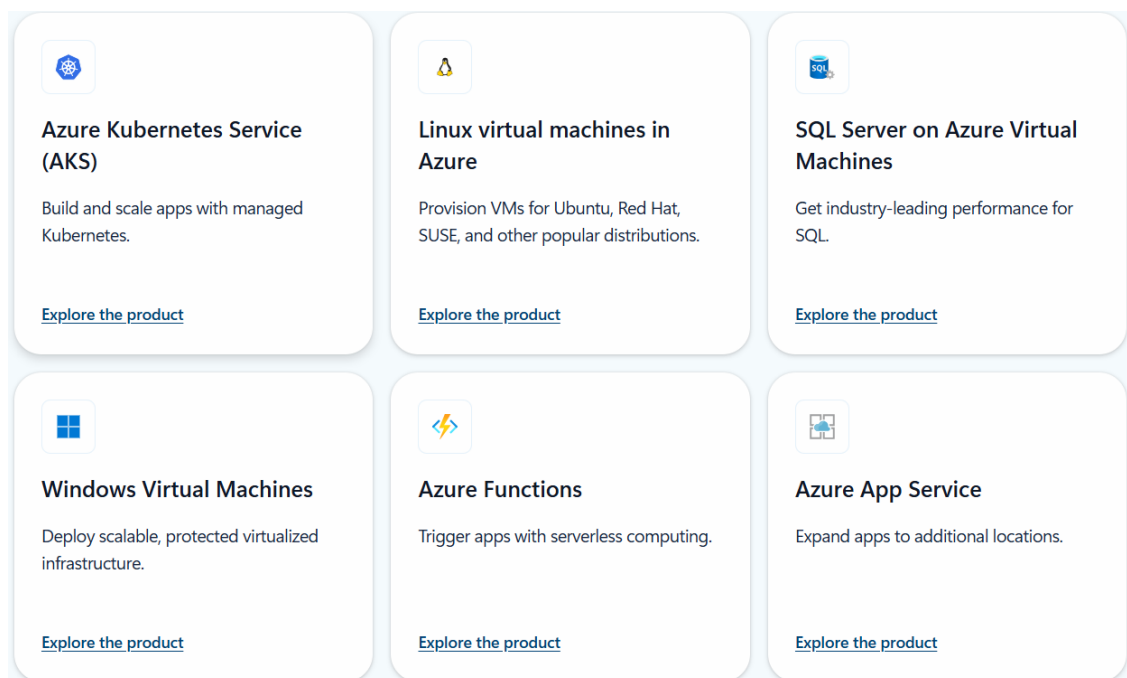 Azure Kubernetes Service
(AKS)
Build and scale apps with managed
Kubernetes.
Explore the product
Linux virtual machines in
Azure
Provision VMs for Ubuntu, Red Hat,
SUSE, and other popular distributions.
Explore the product
SQL
SQL Server on Azure Virtual
Machines
Get industry-leading performance for
SQL.
Explore the product
Windows Virtual Machines
Deploy scalable, protected virtualized
infrastructure.
Explore the product
Azure Functions
Trigger apps with serverless computing.
Explore the product
Azure App Service
Expand apps to additional locations.
Explore the product